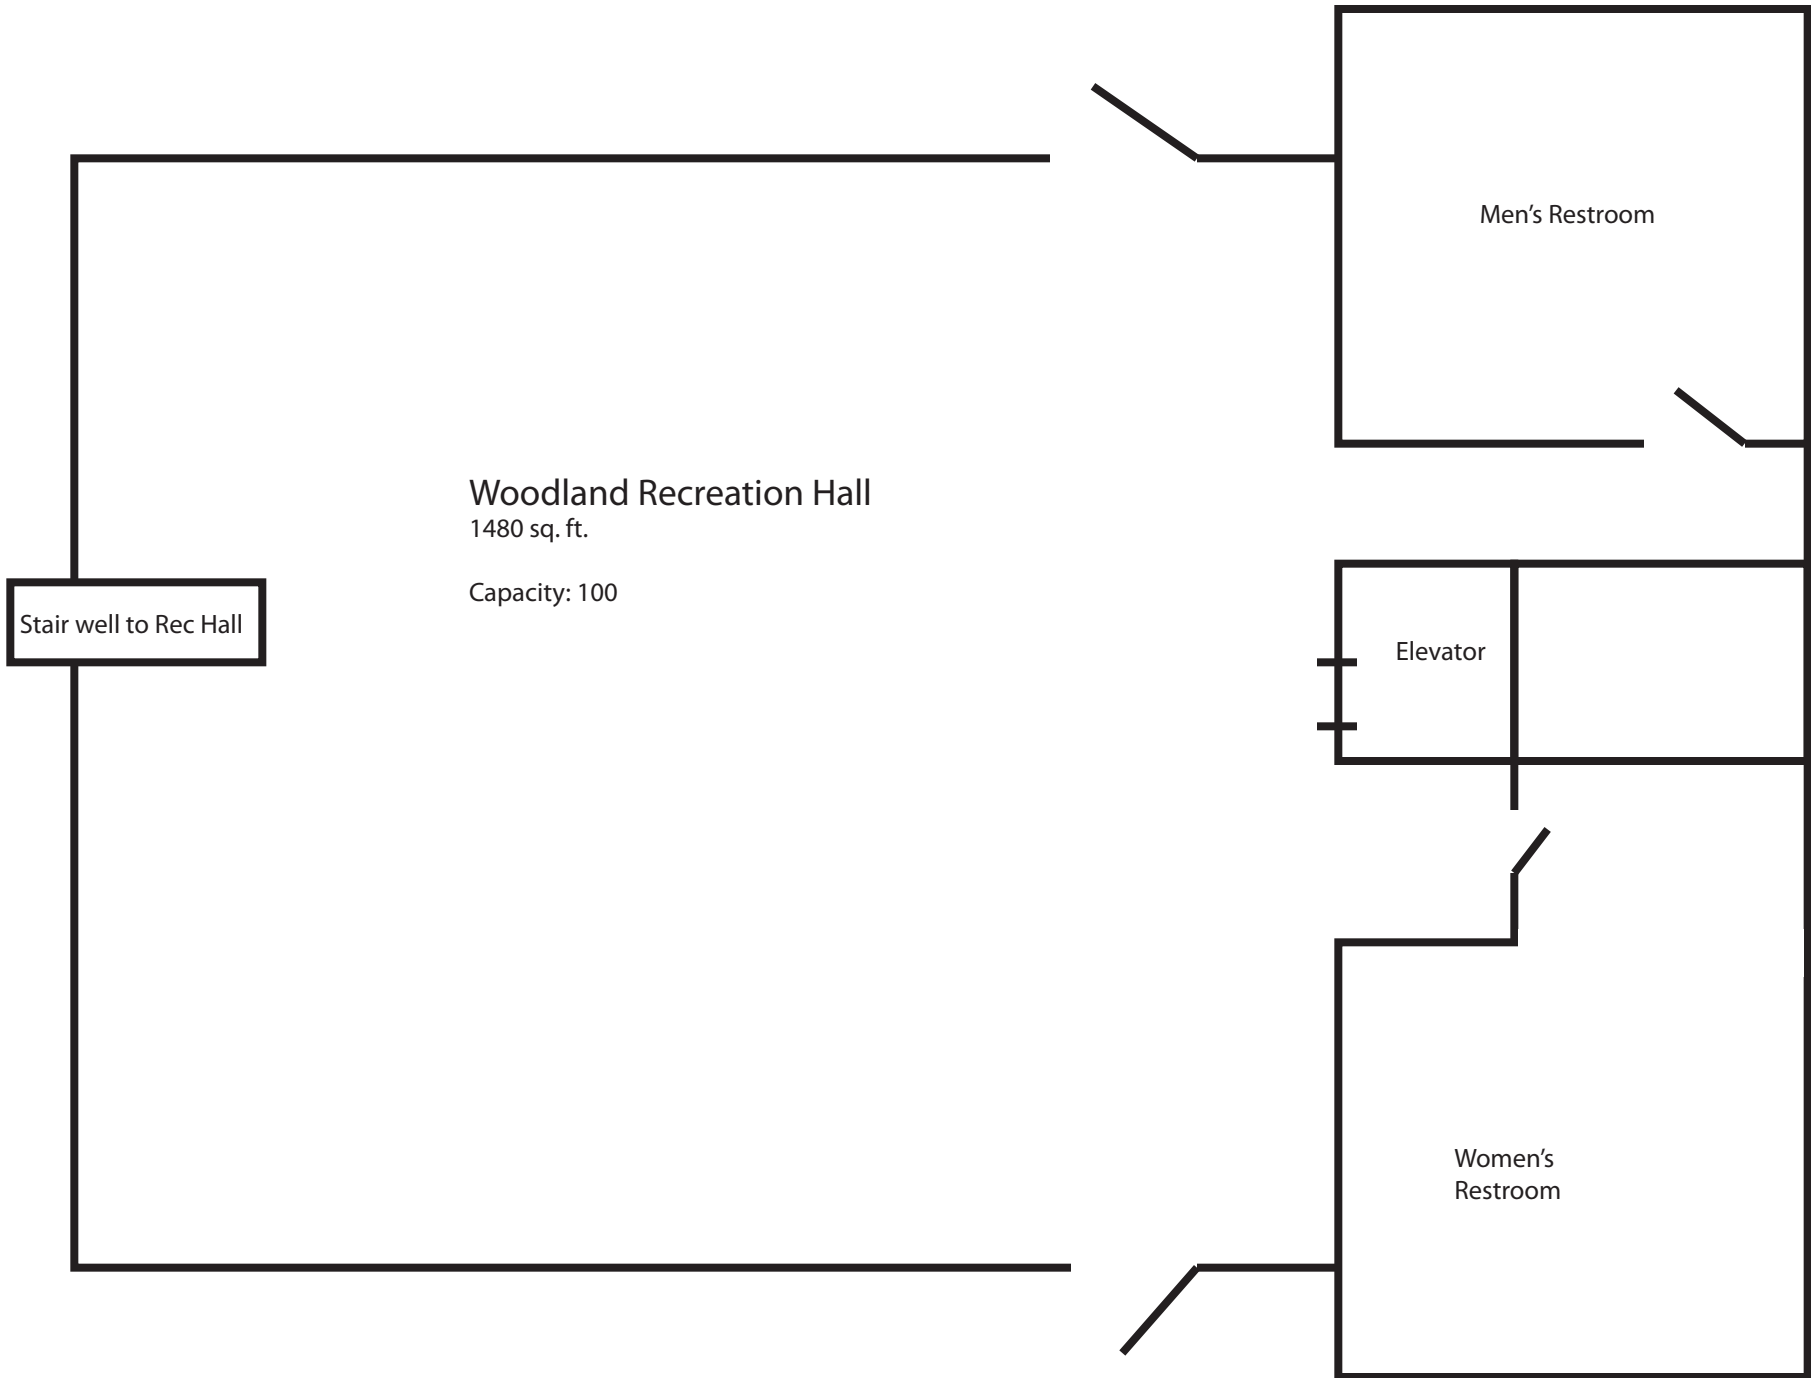 Men’s Restroom
Woodland Recreation Hall
1480 sq. ft.
Capacity: 100
Stair well to Rec Hall
Elevator
Women’s
Restroom